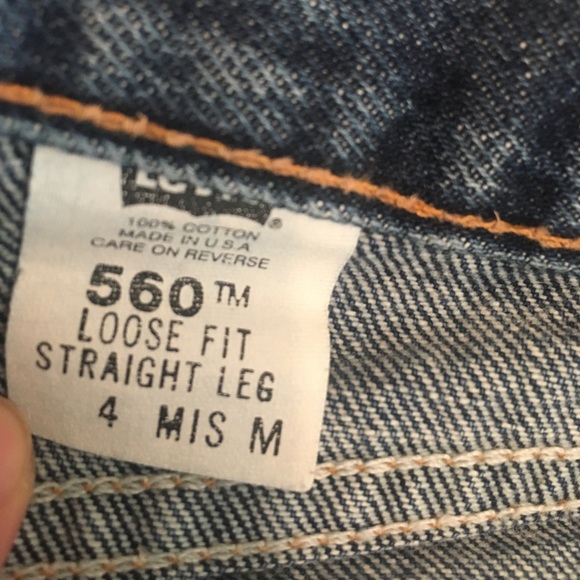 100% COTTON
MADE IN U.S.A
CARE ON REVERSE
560™
LOOSE FIT
STRAIGHT LEG
4 MIS M